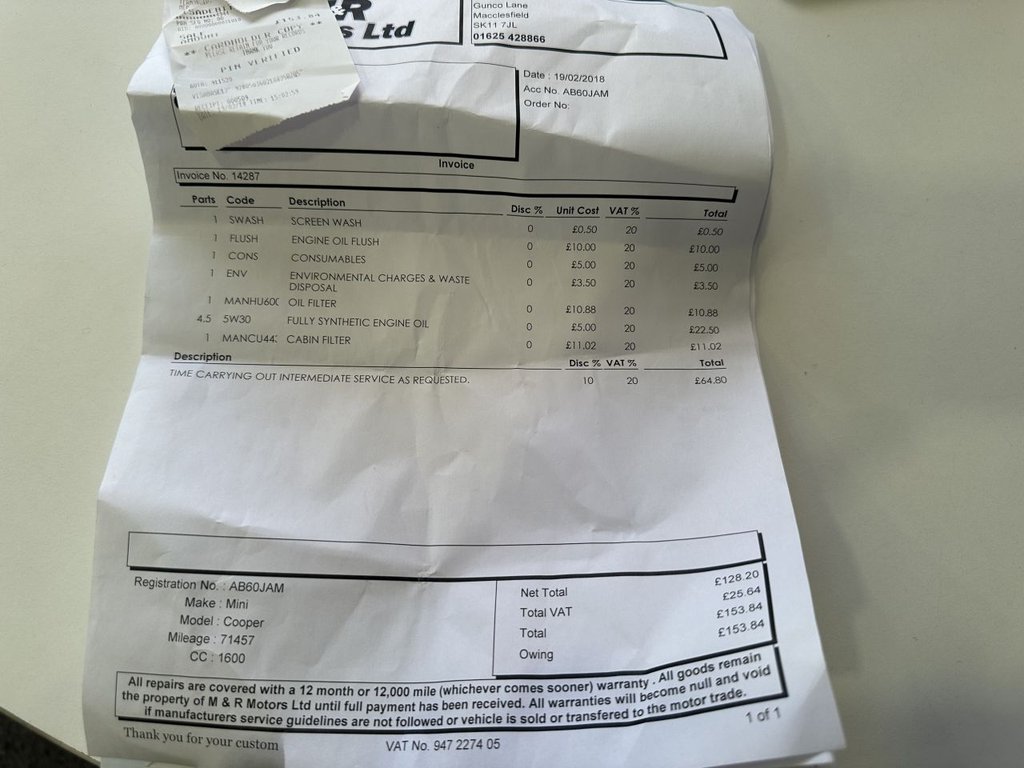 £153.84
** CARDHOLDER COPY **
PLEASE RETAIN FOR YOUR RECORDS
PIN VERIFIED
R
s Ltd
Gunco Lane
Macclesfield
SK11 7JL
01625 428866
Date : 19/02/2018
Acc No. AB60JAM
Order No:
Invoice
Invoice No. 14287
Parts Code Description Disc % Unit Cost VAT % Total
1 SWASH SCREEN WASH 0 £0.50 20 £0.50
1 FLUSH ENGINE OIL FLUSH 0 £10.00 20 £10.00
1 CONS CONSUMABLES 0 £5.00 20 £5.00
1 ENV ENVIRONMENTAL CHARGES & WASTE 0 £3.50 20 £3.50
DISPOSAL
1 MANHU60 OIL FILTER 0 £10.88 20 £10.88
4.5 5W30 FULLY SYNTHETIC ENGINE OIL 0 £5.00 20 £22.50
1 MANCU44 CABIN FILTER 0 £11.02 20 £11.02
Description Disc % VAT % Total
TIME CARRYING OUT INTERMEDIATE SERVICE AS REQUESTED. 10 20 £64.80
Registration No. : AB60JAM
Make : Mini
Model : Cooper
Mileage : 71457
CC : 1600
Net Total £128.20
Total VAT £25.64
Total £153.84
Owing £153.84
All repairs are covered with a 12 month or 12,000 mile (whichever comes sooner) warranty . All goods remain
the property of M & R Motors Ltd until full payment has been received. All warranties will become null and void
if manufacturers service guidelines are not followed or vehicle is sold or transfered to the motor trade.
Thank you for your custom
VAT No. 947 2274 05
1 of 1